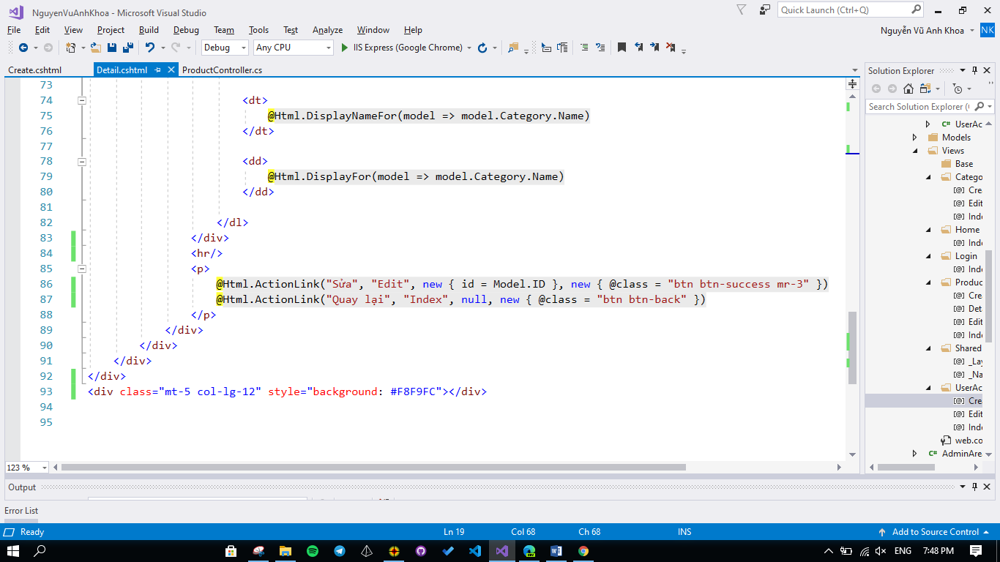 NguyenVuAnhKhoa - Microsoft Visual Studio
Quick Launch (Ctrl+Q)
File Edit View Project Build Debug Team Tools Test Analyze Window Help
Nguyễn Vũ Anh Khoa NK
Debug Any CPU IIS Express (Google Chrome)
Create.cshtml Detail.cshtml ProductController.cs
73
74 <dt>
75 @Html.DisplayNameFor(model => model.Category.Name)
76 </dt>
77
78 <dd>
79 @Html.DisplayFor(model => model.Category.Name)
80 </dd>
81
82 </dl>
83 </div>
84 <hr/>
85 <p>
86 @Html.ActionLink("Sửa", "Edit", new { id = Model.ID }, new { @class = "btn btn-success mr-3" })
87 @Html.ActionLink("Quay lại", "Index", null, new { @class = "btn btn-back" })
88 </p>
89 </div>
90 </div>
91 </div>
92 </div>
93 <div class="mt-5 col-lg-12" style="background: #F8F9FC"></div>
94
95
123 %
Solution Explorer
Search Solution Explorer (
C# UserAc
Models
Views
Base
Catego
[@] Cre
[@] Edit
[@] Inde
Home
[@] Inde
Login
[@] Inde
Produc
[@] Cre
[@] Det
[@] Edit
[@] Inde
Shared
[@] _Lay
[@] _Na
UserAc
[@] Cre
[@] Edit
[@] Inde
web.co
C# AdminAre
Output
Error List
Ready Ln 19 Col 68 Ch 68 INS Add to Source Control
DEV
W
ENG 7:48 PM